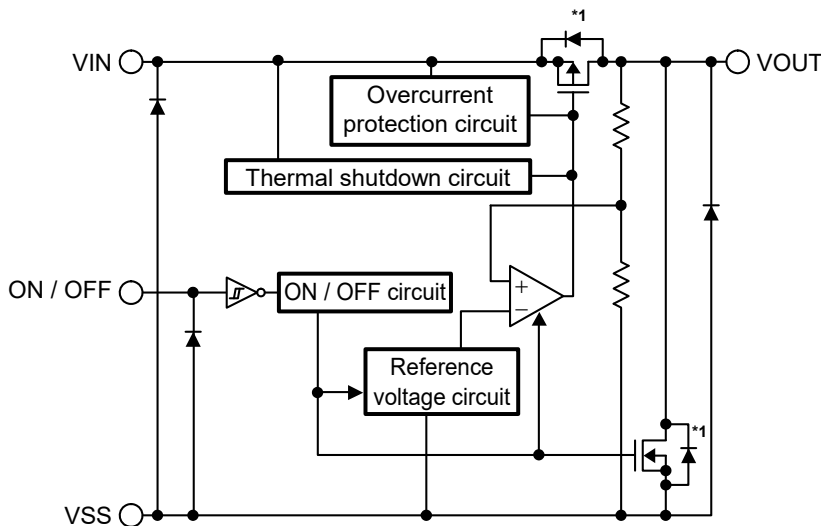 *1
VIN
VOUT
Overcurrent
protection circuit
Thermal shutdown circuit
ON / OFF
ON / OFF circuit
+
−
Reference
voltage circuit
*1
VSS